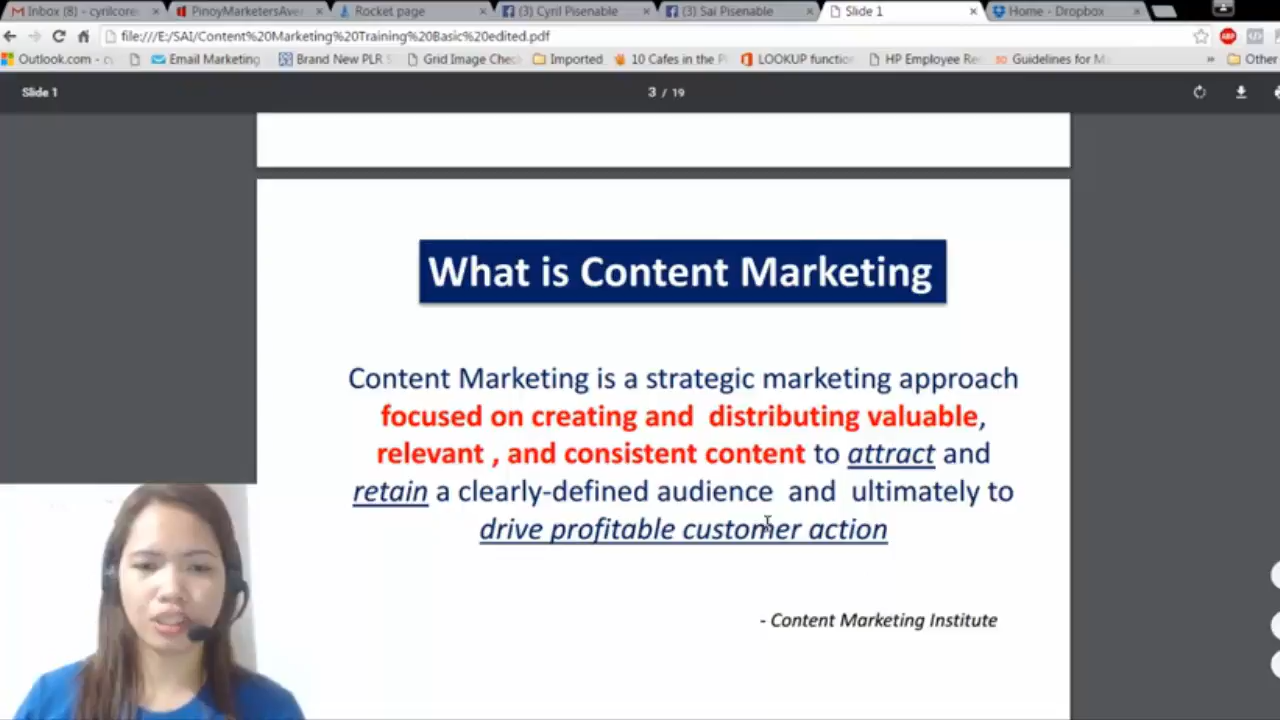 Inbox (8) - cyrilcore
PinoyMarketersAve
Rocket page
(3) Cyril Pisenable
(3) Sai Pisenable
Slide 1
Home - Dropbox
file:///E:/SAI/Content%20Marketing%20Training%20Basic%20edited.pdf
ABP
Outlook.com - c
Email Marketing
Brand New PLR S
Grid Image Chec
Imported
10 Cafes in the P
LOOKUP functio
HP Employee Re
Guidelines for M
»
Other
Slide 1
3 / 19
What is Content Marketing
Content Marketing is a strategic marketing approach
focused on creating and distributing valuable,
relevant , and consistent content to attract and
retain a clearly-defined audience and ultimately to
drive profitable customer action
- Content Marketing Institute